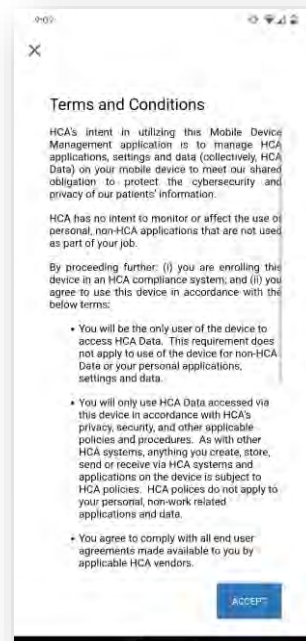 9:09
Terms and Conditions
HCA's intent in utilizing this Mobile Device
Management application is to manage HCA
applications, settings and data (collectively, HCA
Data) on your mobile device to meet our shared
obligation to protect the cybersecurity and
privacy of our patients' information.
HCA has no intent to monitor or affect the use of
personal, non-HCA applications that are not used
as part of your job.
By proceeding further: (i) you are enrolling this
device in an HCA compliance system; and (ii) you
agree to use this device in accordance with the
below terms:
• You will be the only user of the device to
access HCA Data. This requirement does
not apply to use of the device for non-HCA
Data or your personal applications,
settings and data.
• You will only use HCA Data accessed via
this device in accordance with HCA's
privacy, security, and other applicable
policies and procedures. As with other
HCA systems, anything you create, store,
send or receive via HCA systems and
applications on the device is subject to
HCA policies. HCA polices do not apply to
your personal, non-work related
applications and data.
• You agree to comply with all end user
agreements made available to you by
applicable HCA vendors.
ACCEPT